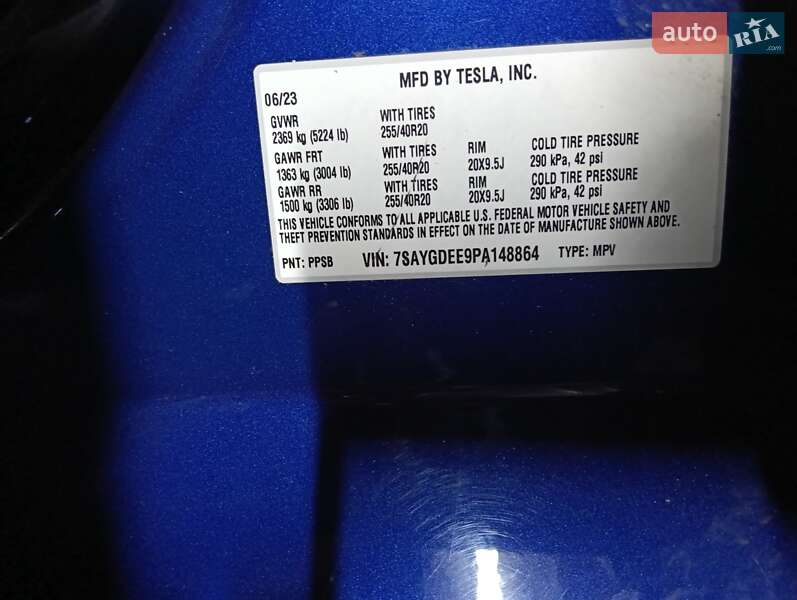 auto RIA .com
MFD BY TESLA, INC.
06/23
GVWR WITH TIRES
2369 kg (5224 lb) 255/40R20
GAWR FRT WITH TIRES RIM COLD TIRE PRESSURE
1363 kg (3004 lb) 255/40R20 20X9.5J 290 kPa, 42 psi
GAWR RR WITH TIRES RIM COLD TIRE PRESSURE
1500 kg (3306 lb) 255/40R20 20X9.5J 290 kPa, 42 psi
THIS VEHICLE CONFORMS TO ALL APPLICABLE U.S. FEDERAL MOTOR VEHICLE SAFETY AND
THEFT PREVENTION STANDARDS IN EFFECT ON THE DATE OF MANUFACTURE SHOWN ABOVE.
PNT: PPSB VIN: 7SAYGDEE9PA148864 TYPE: MPV